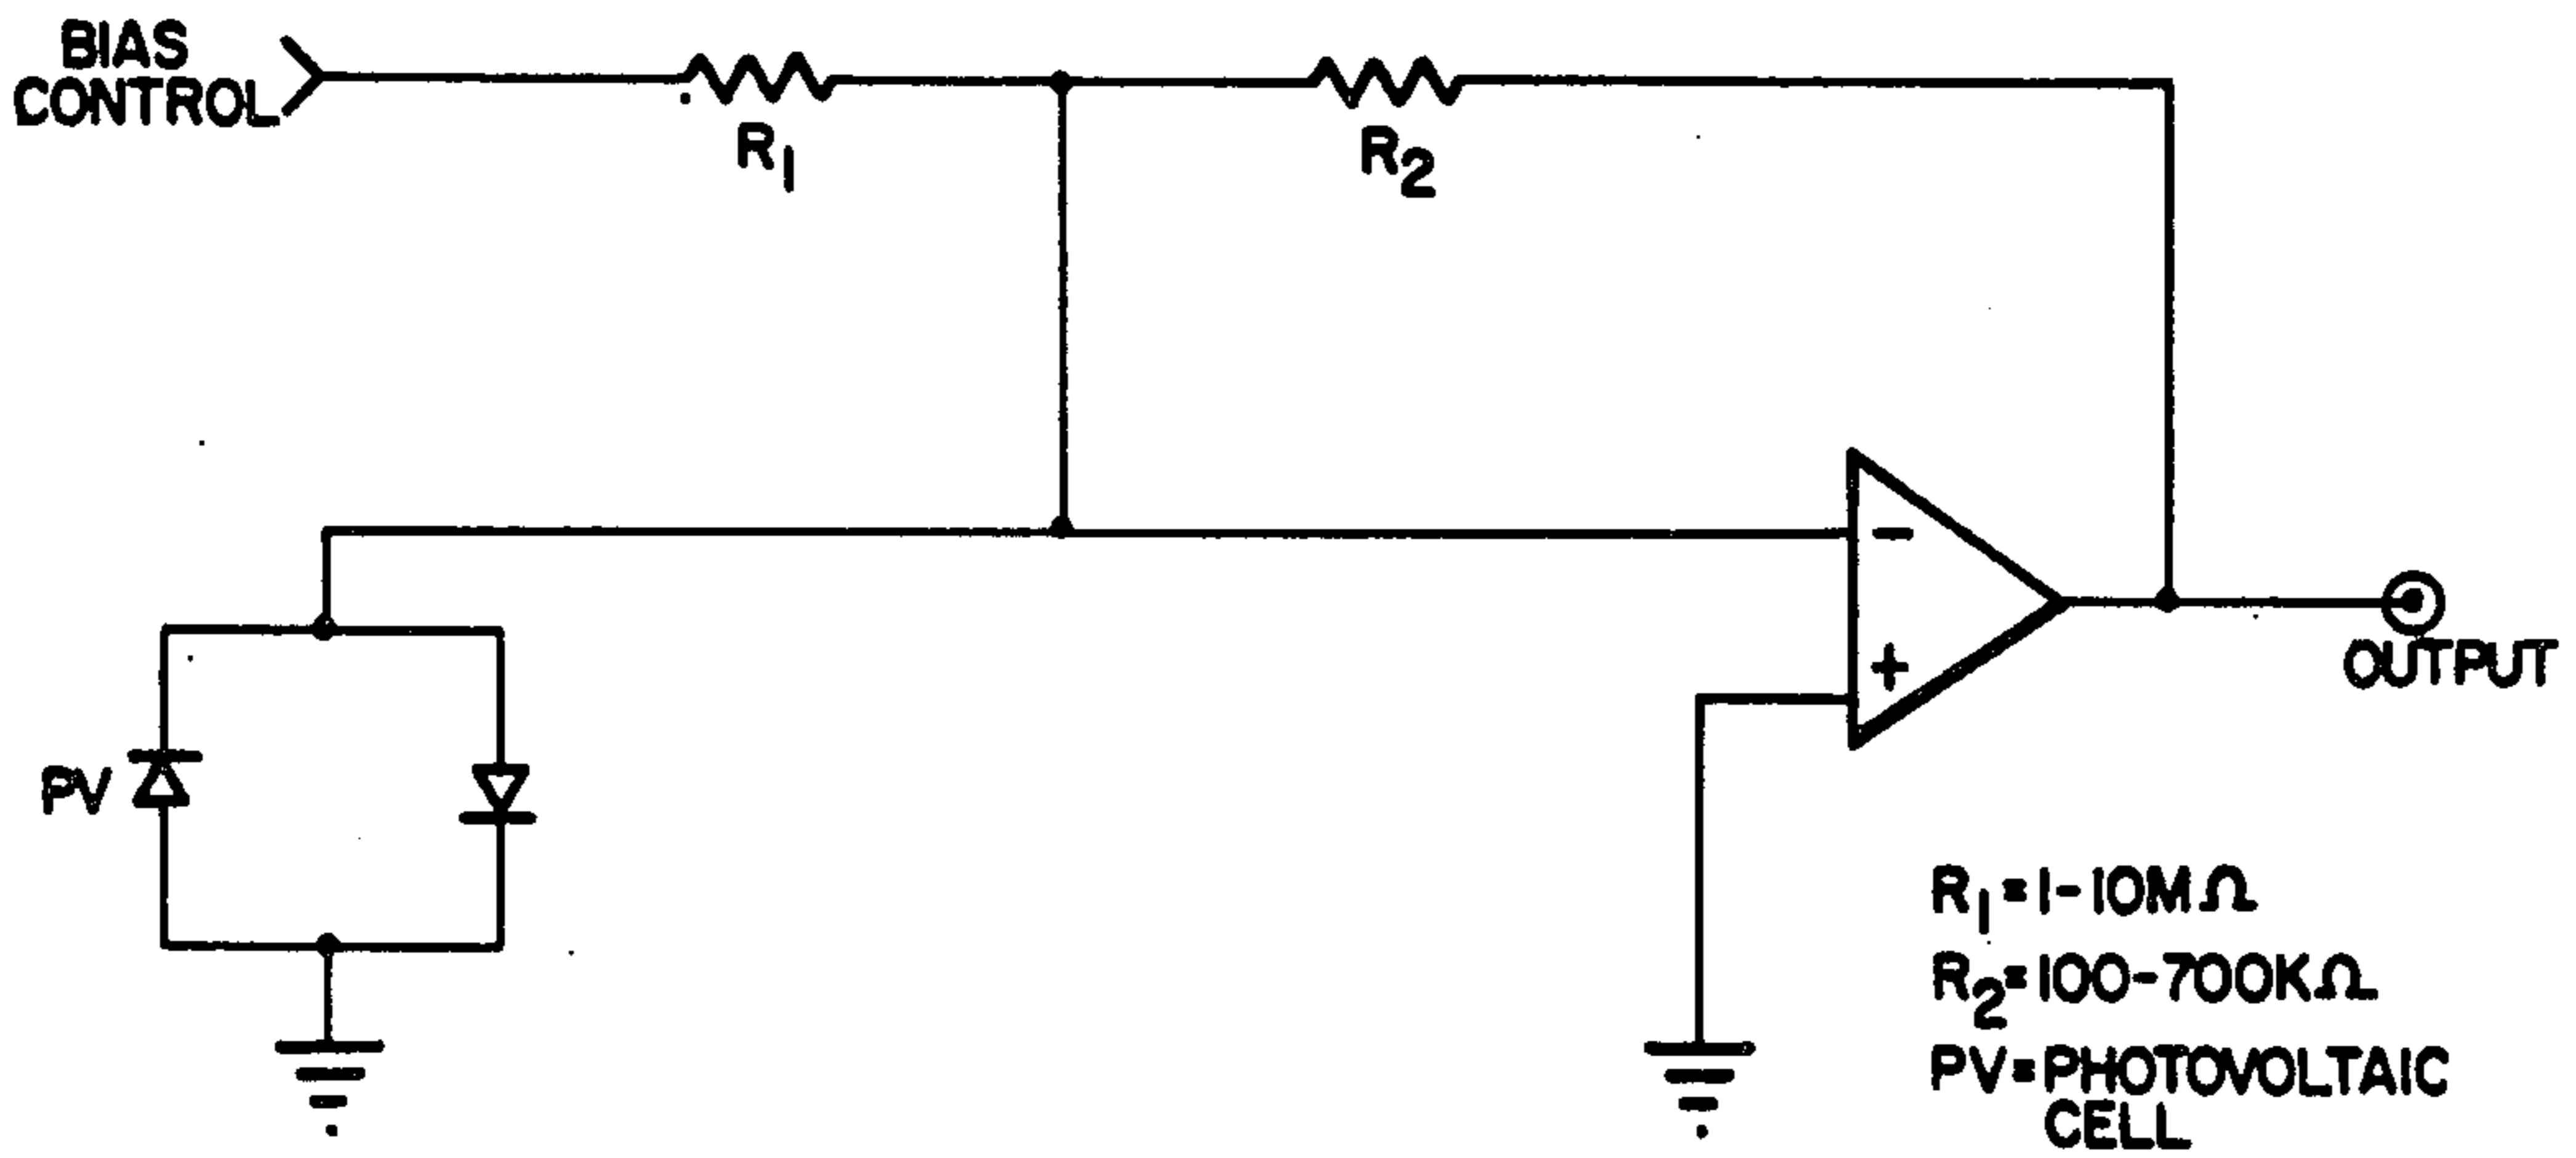 BIAS
CONTROL
R1
R2
-
+
OUTPUT
PV
R1=1-10MΩ
R2=100-700KΩ
PV=PHOTOVOLTAIC
CELL